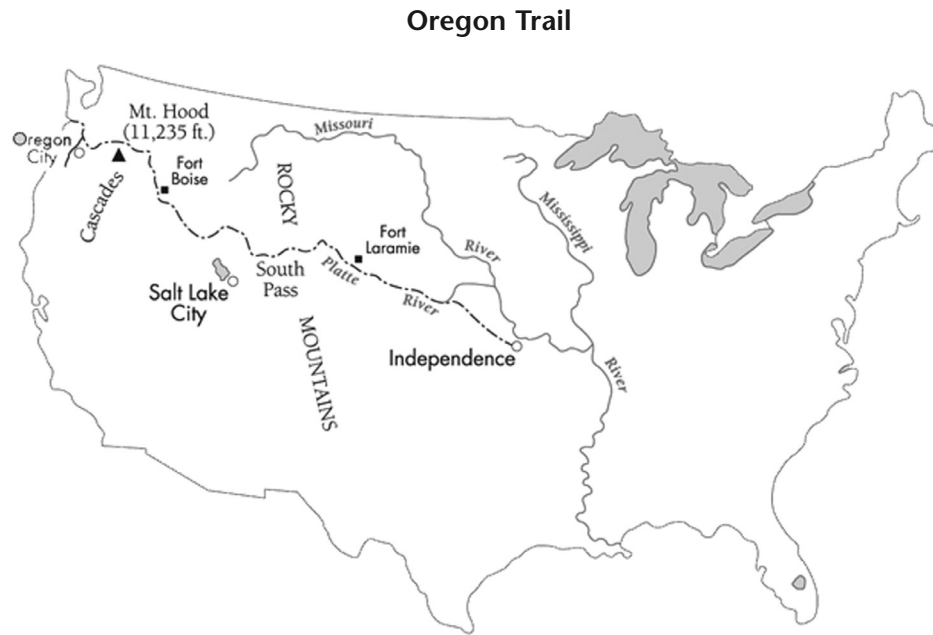 Oregon Trail
Mt. Hood
(11,235 ft.)
Missouri
Oregon
City
Fort
Boise
Cascades
ROCKY
Mississippi
Fort
Laramie
River
South
Pass
Platte
River
Salt Lake
City
Independence
MOUNTAINS
River